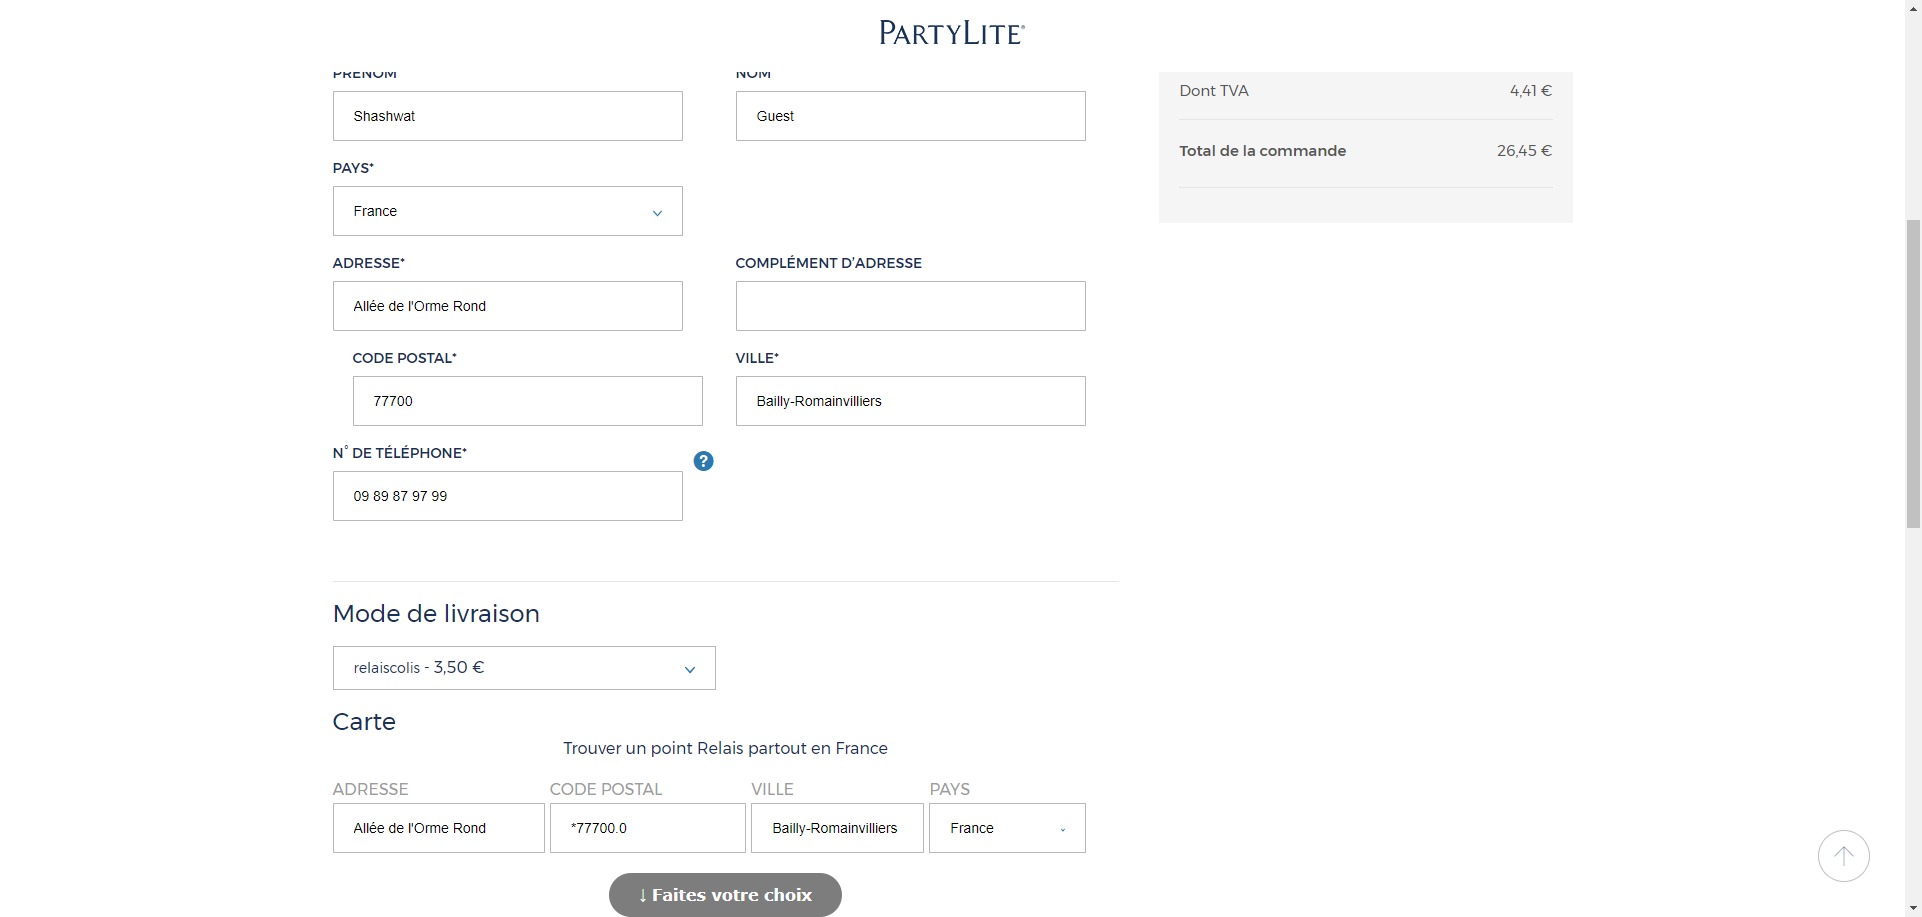 PARTYLITE®
PRÉNOM
NOM
Shashwat
Guest
PAYS*
France
ADRESSE*
COMPLÉMENT D'ADRESSE
Allée de l'Orme Rond
CODE POSTAL*
VILLE*
77700
Bailly-Romainvilliers
N° DE TÉLÉPHONE*
?
09 89 87 97 99
Dont TVA 4,41 €
Total de la commande 26,45 €
Mode de livraison
relaiscolis - 3,50 €
Carte
Trouver un point Relais partout en France
ADRESSE CODE POSTAL VILLE PAYS
Allée de l'Orme Rond *77700.0 Bailly-Romainvilliers France
↓ Faites votre choix